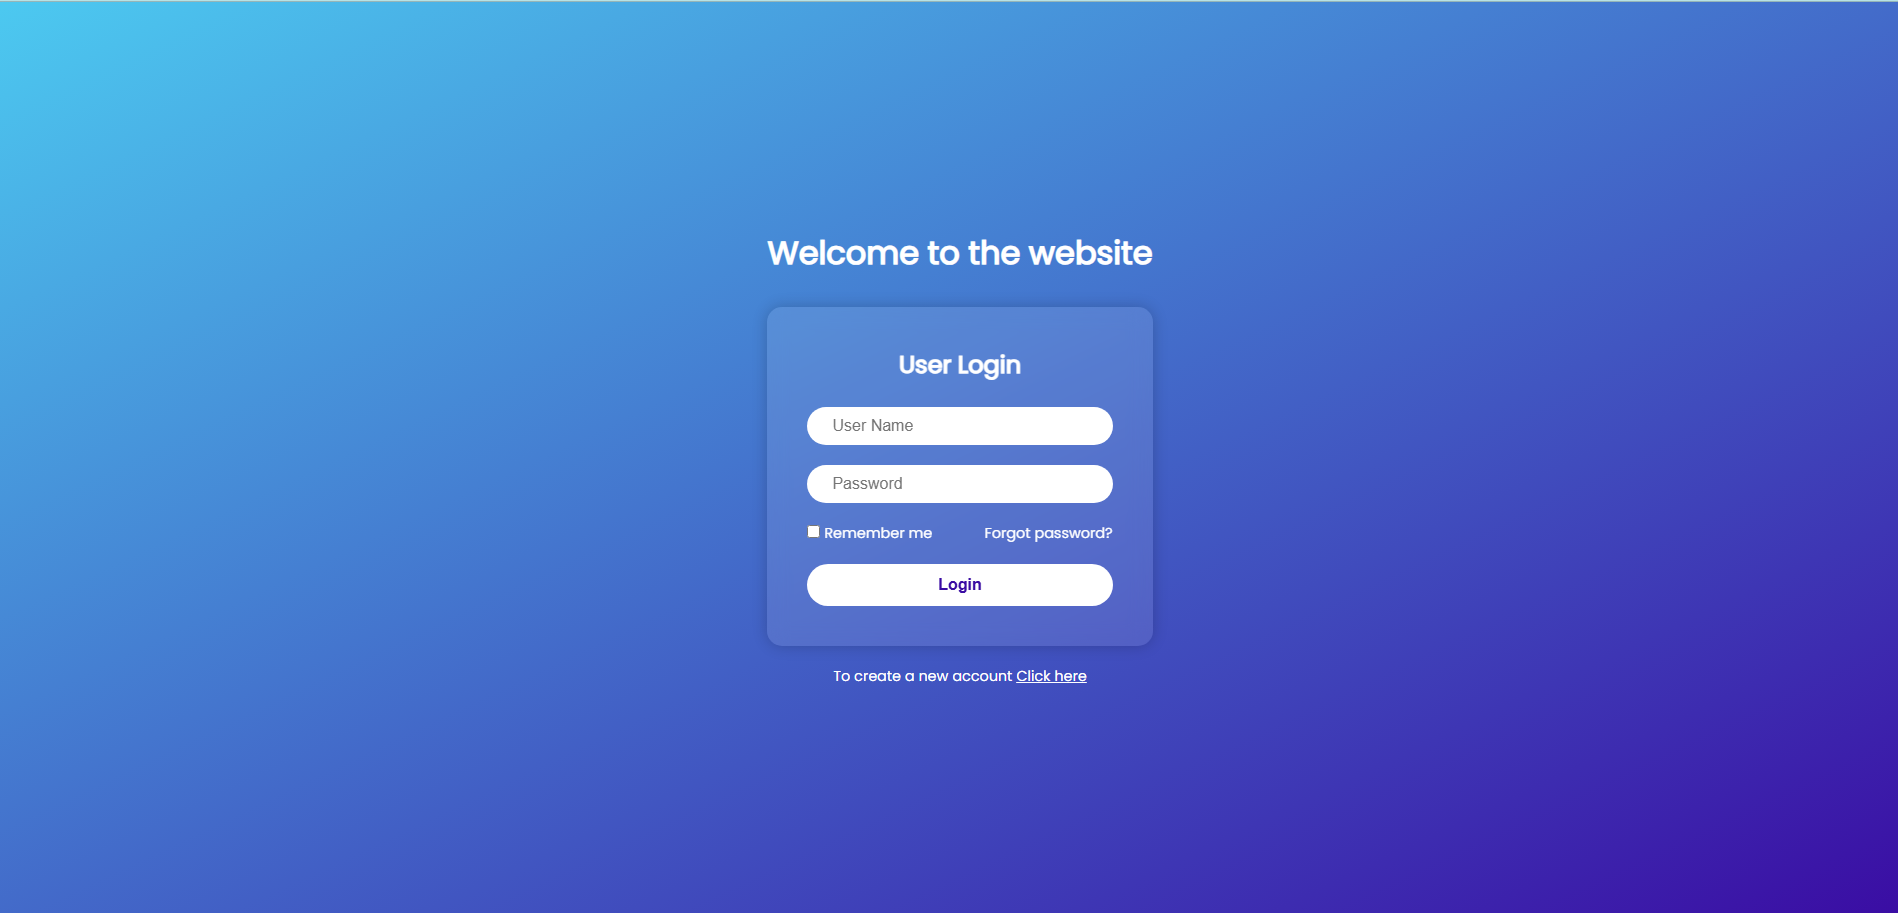 Welcome to the website
User Login
User Name
Password
Remember me Forgot password?
Login
To create a new account Click here